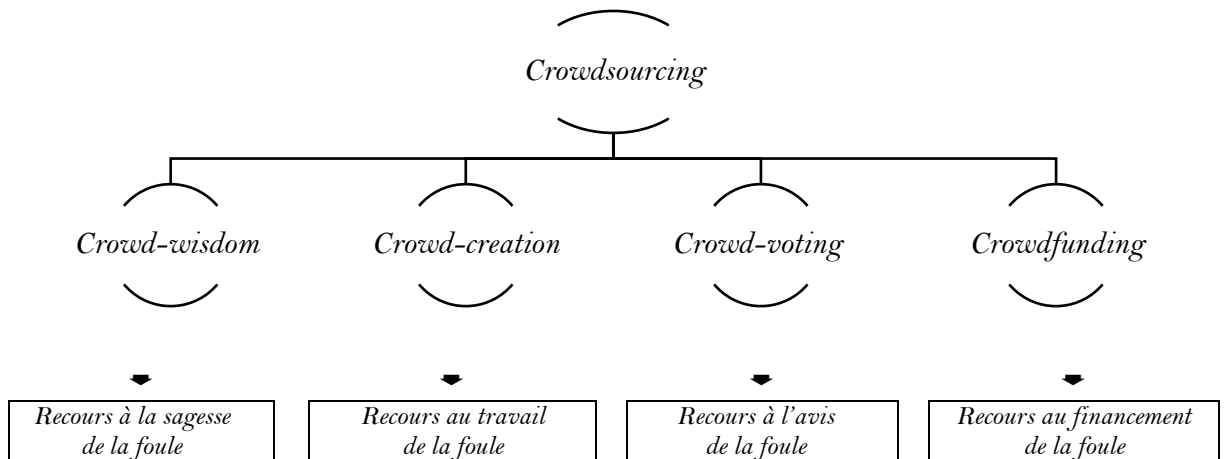 Crowdsourcing
Crowd-wisdom
Crowd-creation
Crowd-voting
Crowdfunding
Recours à la sagesse
de la foule
Recours au travail
de la foule
Recours à l’avis
de la foule
Recours au financement
de la foule